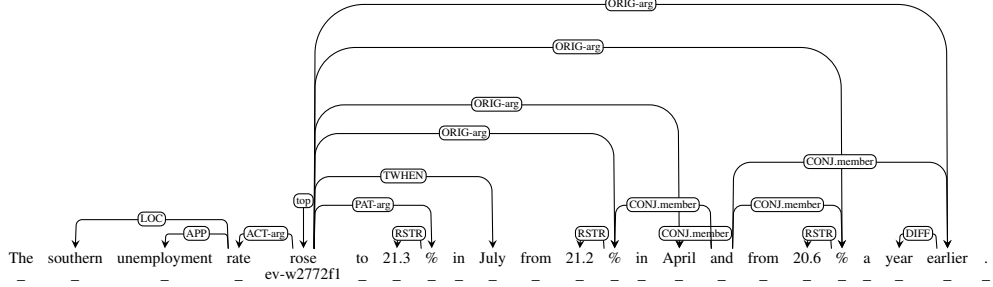 ORIG-arg
ORIG-arg
ORIG-arg
ORIG-arg
CONJ.member
TWHEN
top PAT-arg CONJ.member CONJ.member
LOC
APP ACT-arg RSTR RSTR CONJ.member RSTR DIFF
The southern unemployment rate rose to 21.3 % in July from 21.2 % in April and from 20.6 % a year earlier .
_ _ _ _ ev-w2772f1 _ _ _ _ _ _ _ _ _ _ _ _ _ _ _ _ _ _